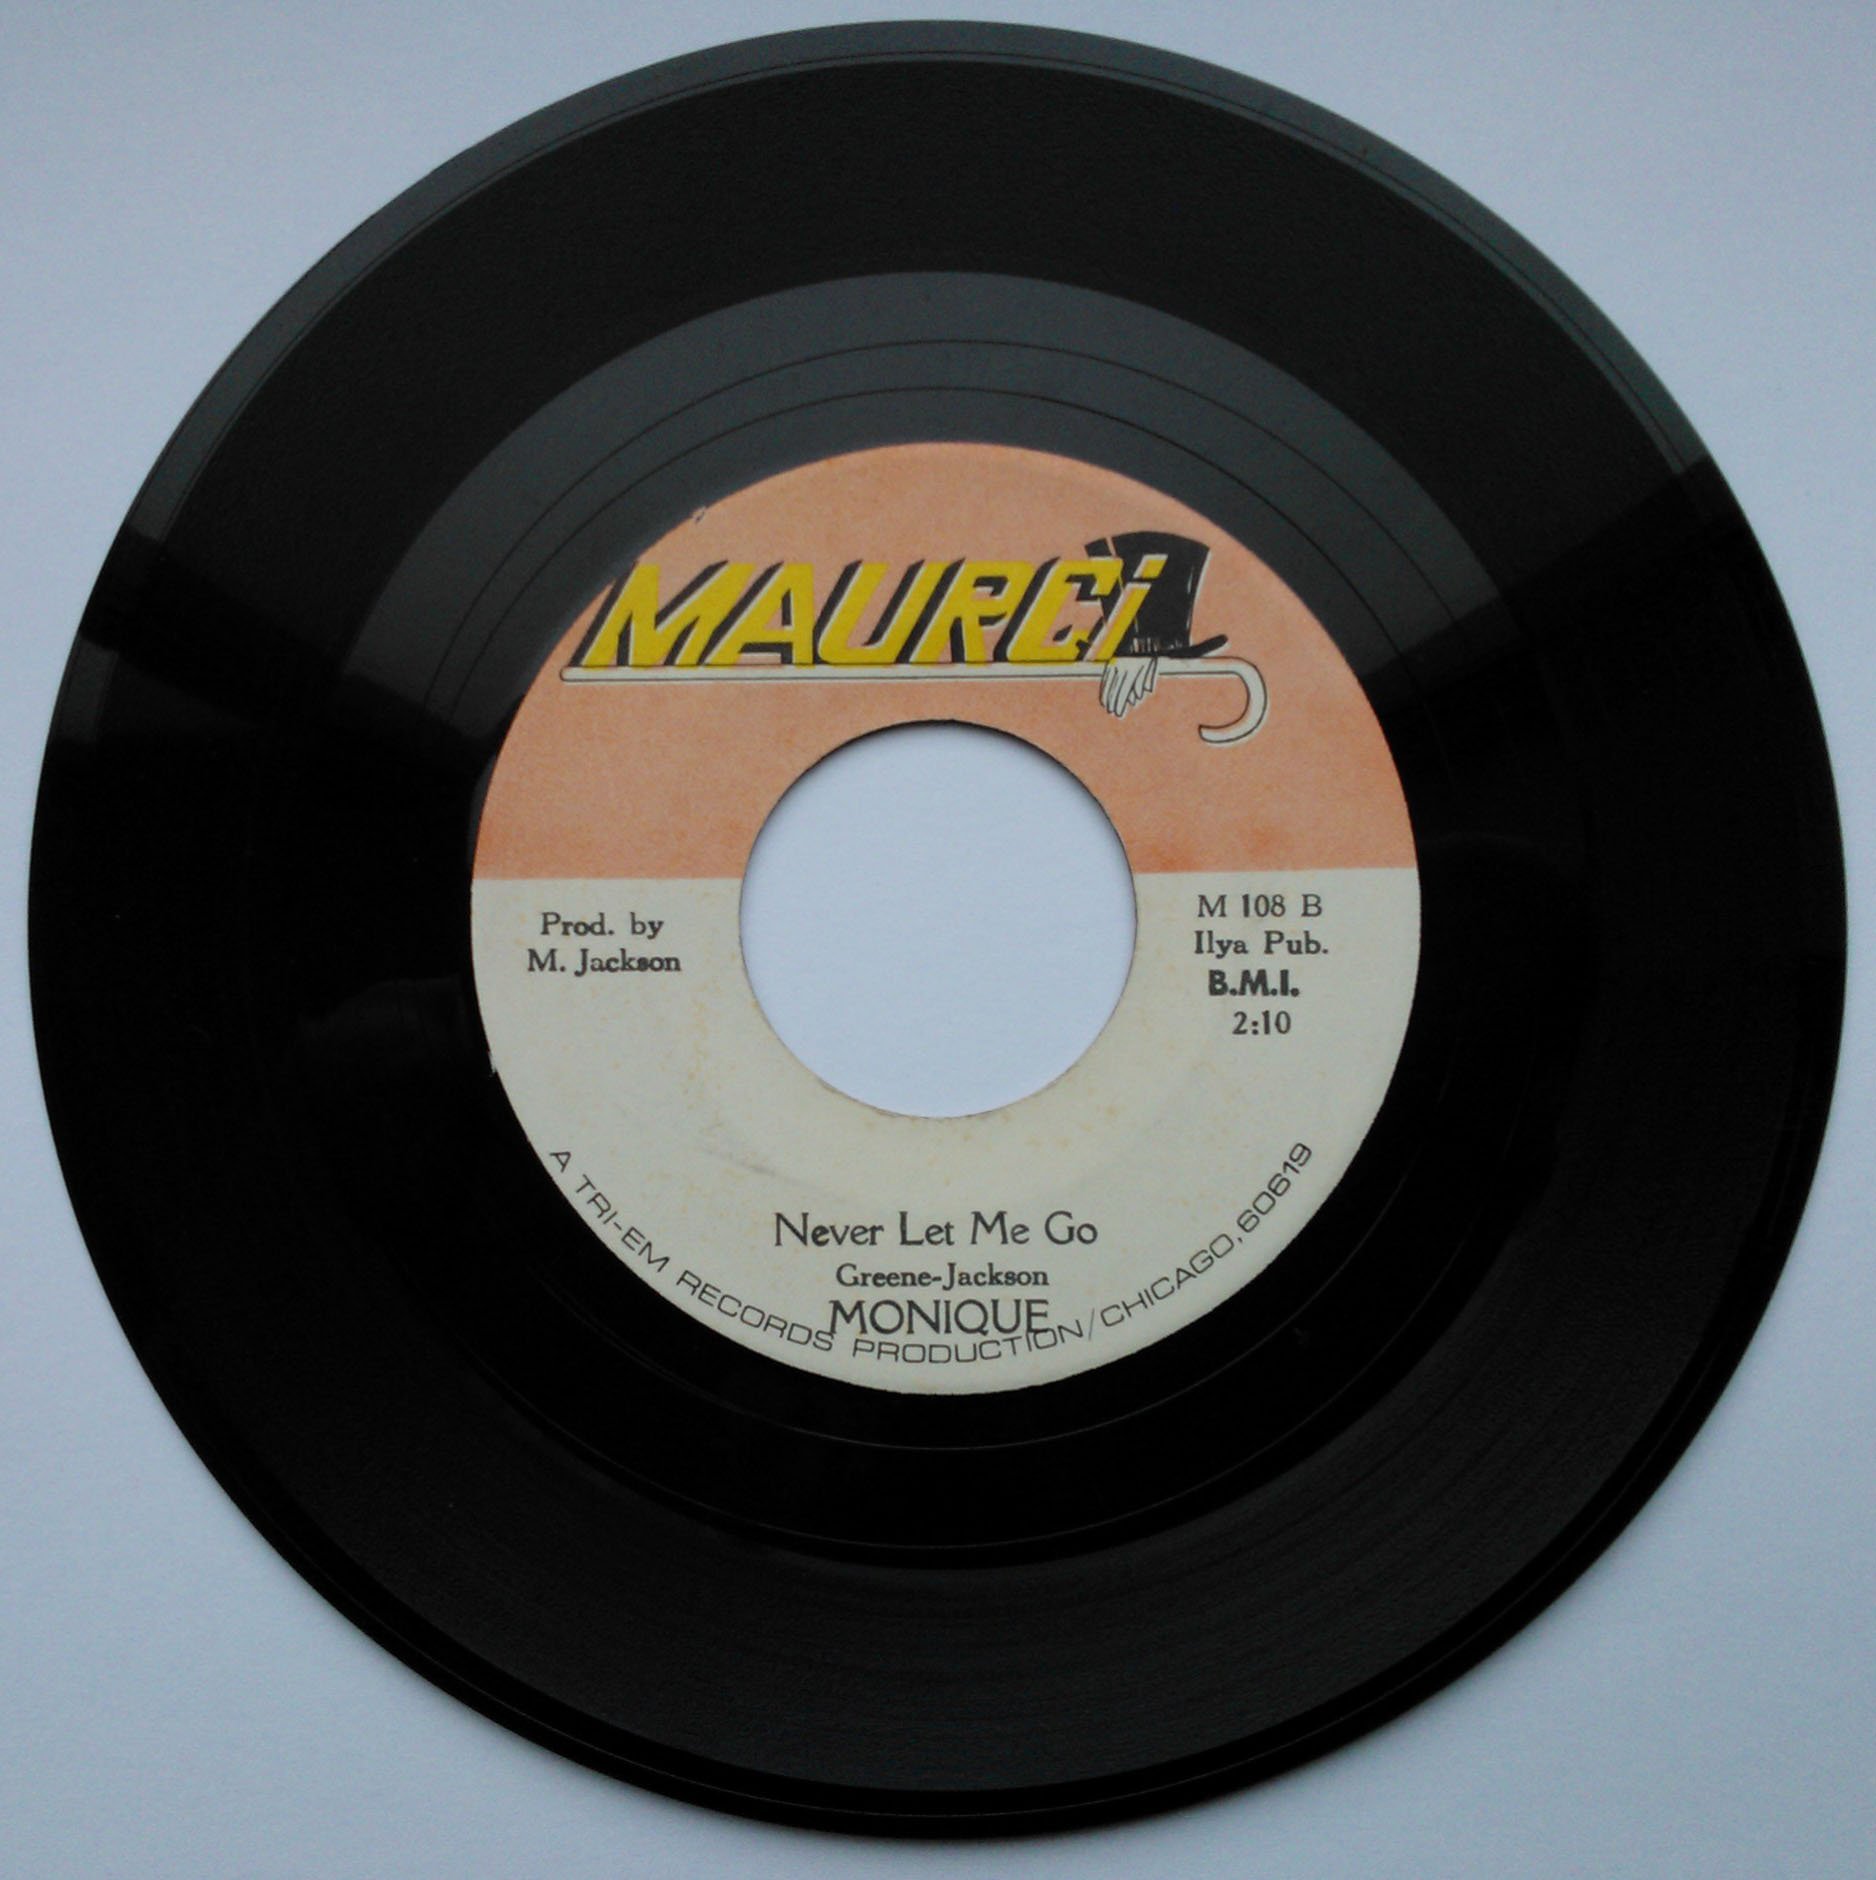 MAURCi
Prod. by
M. Jackson
M 108 B
Ilya Pub.
B.M.I.
2:10
Never Let Me Go
Greene-Jackson
MONIQUE
A TRI-EM RECORDS PRODUCTION/CHICAGO, 60619